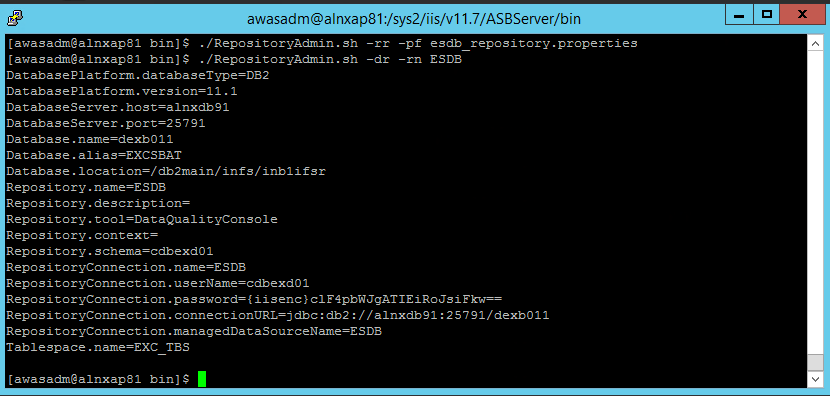 awasadm@alnxap81:/sys2/iis/v11.7/ASBServer/bin
[awasadm@alnxap81 bin]$ ./RepositoryAdmin.sh -rr -pf esdb_repository.properties
[awasadm@alnxap81 bin]$ ./RepositoryAdmin.sh -dr -rn ESDB
DatabasePlatform.databaseType=DB2
DatabasePlatform.version=11.1
DatabaseServer.host=alnxdb91
DatabaseServer.port=25791
Database.name=dexb011
Database.alias=EXCSBAT
Database.location=/db2main/infs/inb1ifsr
Repository.name=ESDB
Repository.description=
Repository.tool=DataQualityConsole
Repository.context=
Repository.schema=cdbexd01
RepositoryConnection.name=ESDB
RepositoryConnection.userName=cdbexd01
RepositoryConnection.password={iisenc}clF4pbWJgATIEiRoJsiFkw==
RepositoryConnection.connectionURL=jdbc:db2://alnxdb91:25791/dexb011
RepositoryConnection.managedDataSourceName=ESDB
Tablespace.name=EXC_TBS
[awasadm@alnxap81 bin]$